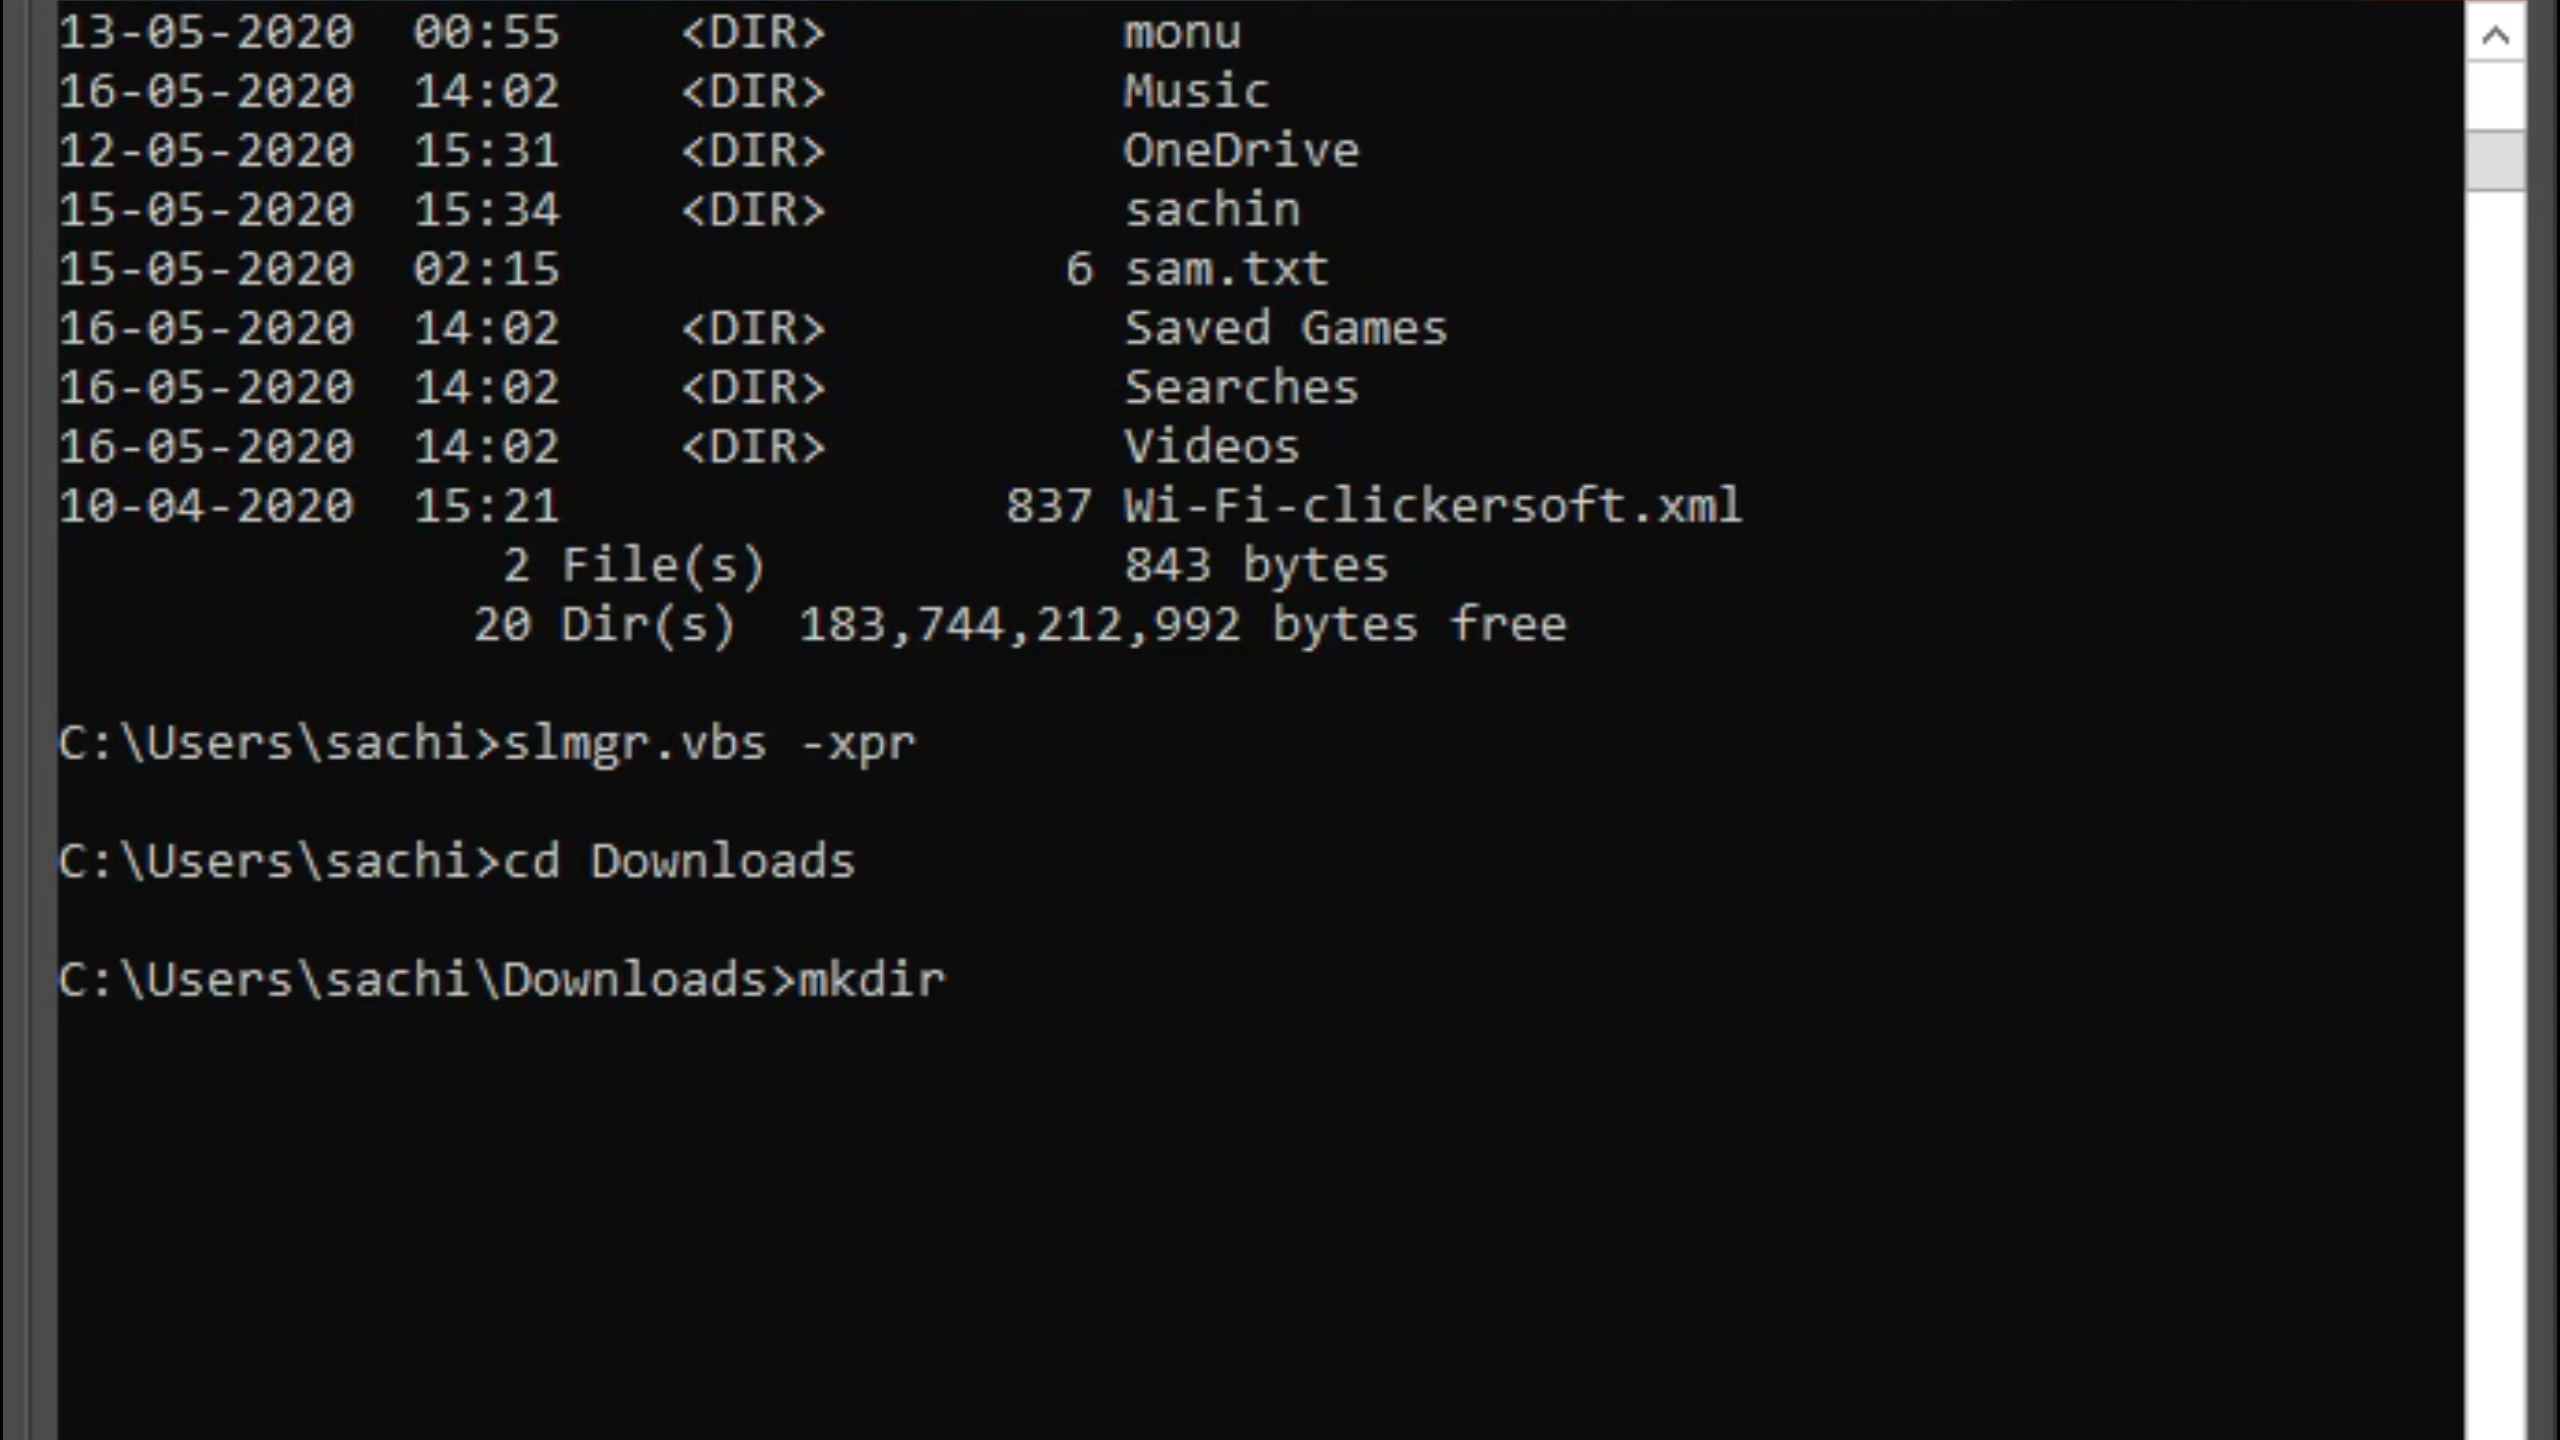 13-05-2020  00:55    <DIR>          monu
16-05-2020  14:02    <DIR>          Music
12-05-2020  15:31    <DIR>          OneDrive
15-05-2020  15:34    <DIR>          sachin
15-05-2020  02:15                 6 sam.txt
16-05-2020  14:02    <DIR>          Saved Games
16-05-2020  14:02    <DIR>          Searches
16-05-2020  14:02    <DIR>          Videos
10-04-2020  15:21               837 Wi-Fi-clickersoft.xml
               2 File(s)            843 bytes
              20 Dir(s)  183,744,212,992 bytes free
C:\Users\sachi>slmgr.vbs -xpr
C:\Users\sachi>cd Downloads
C:\Users\sachi\Downloads>mkdir